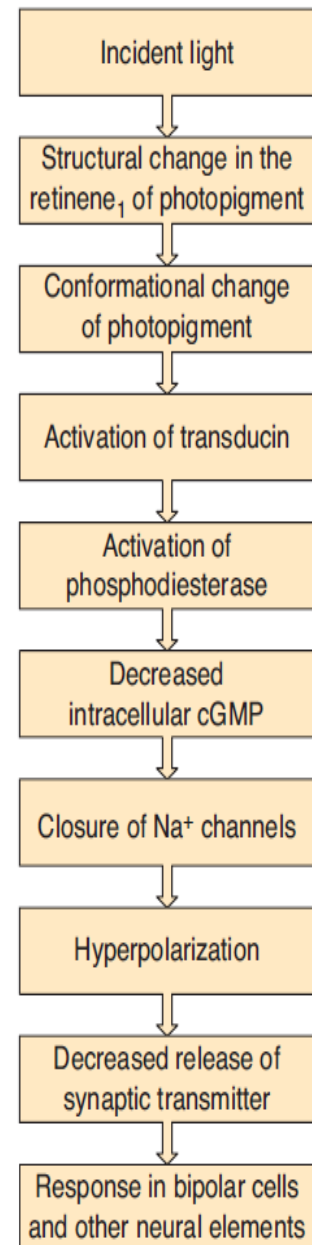 Incident light
Structural change in the
retinene₁ of photopigment
Conformational change
of photopigment
Activation of transducin
Activation of
phosphodiesterase
Decreased
intracellular cGMP
Closure of Na⁺ channels
Hyperpolarization
Decreased release of
synaptic transmitter
Response in bipolar cells
and other neural elements